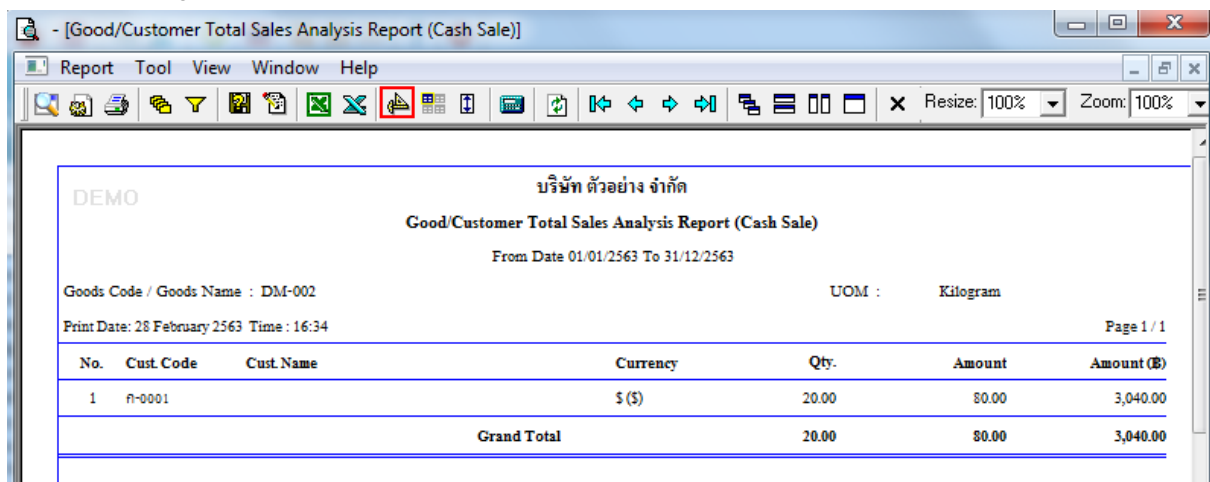 - [Good/Customer Total Sales Analysis Report (Cash Sale)]
Report Tool View Window Help
Resize: 100% Zoom: 100%
DEMO
บริษัท ตัวอย่าง จำกัด
Good/Customer Total Sales Analysis Report (Cash Sale)
From Date 01/01/2563 To 31/12/2563
Goods Code / Goods Name : DM-002 UOM : Kilogram
Print Date: 28 February 2563 Time : 16:34 Page 1 / 1
No. Cust. Code Cust. Name Currency Qty. Amount Amount (฿)
1 ก-0001 $ ($) 20.00 80.00 3,040.00
Grand Total 20.00 80.00 3,040.00